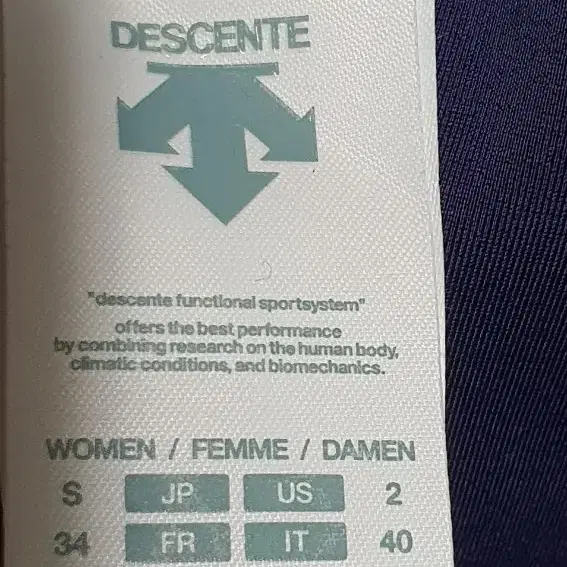 DESCENTE
"descente functional sportsystem"
offers the best performance
by combining research on the human body,
climatic conditions, and biomechanics.
WOMEN / FEMME / DAMEN
S JP US 2
34 FR IT 40